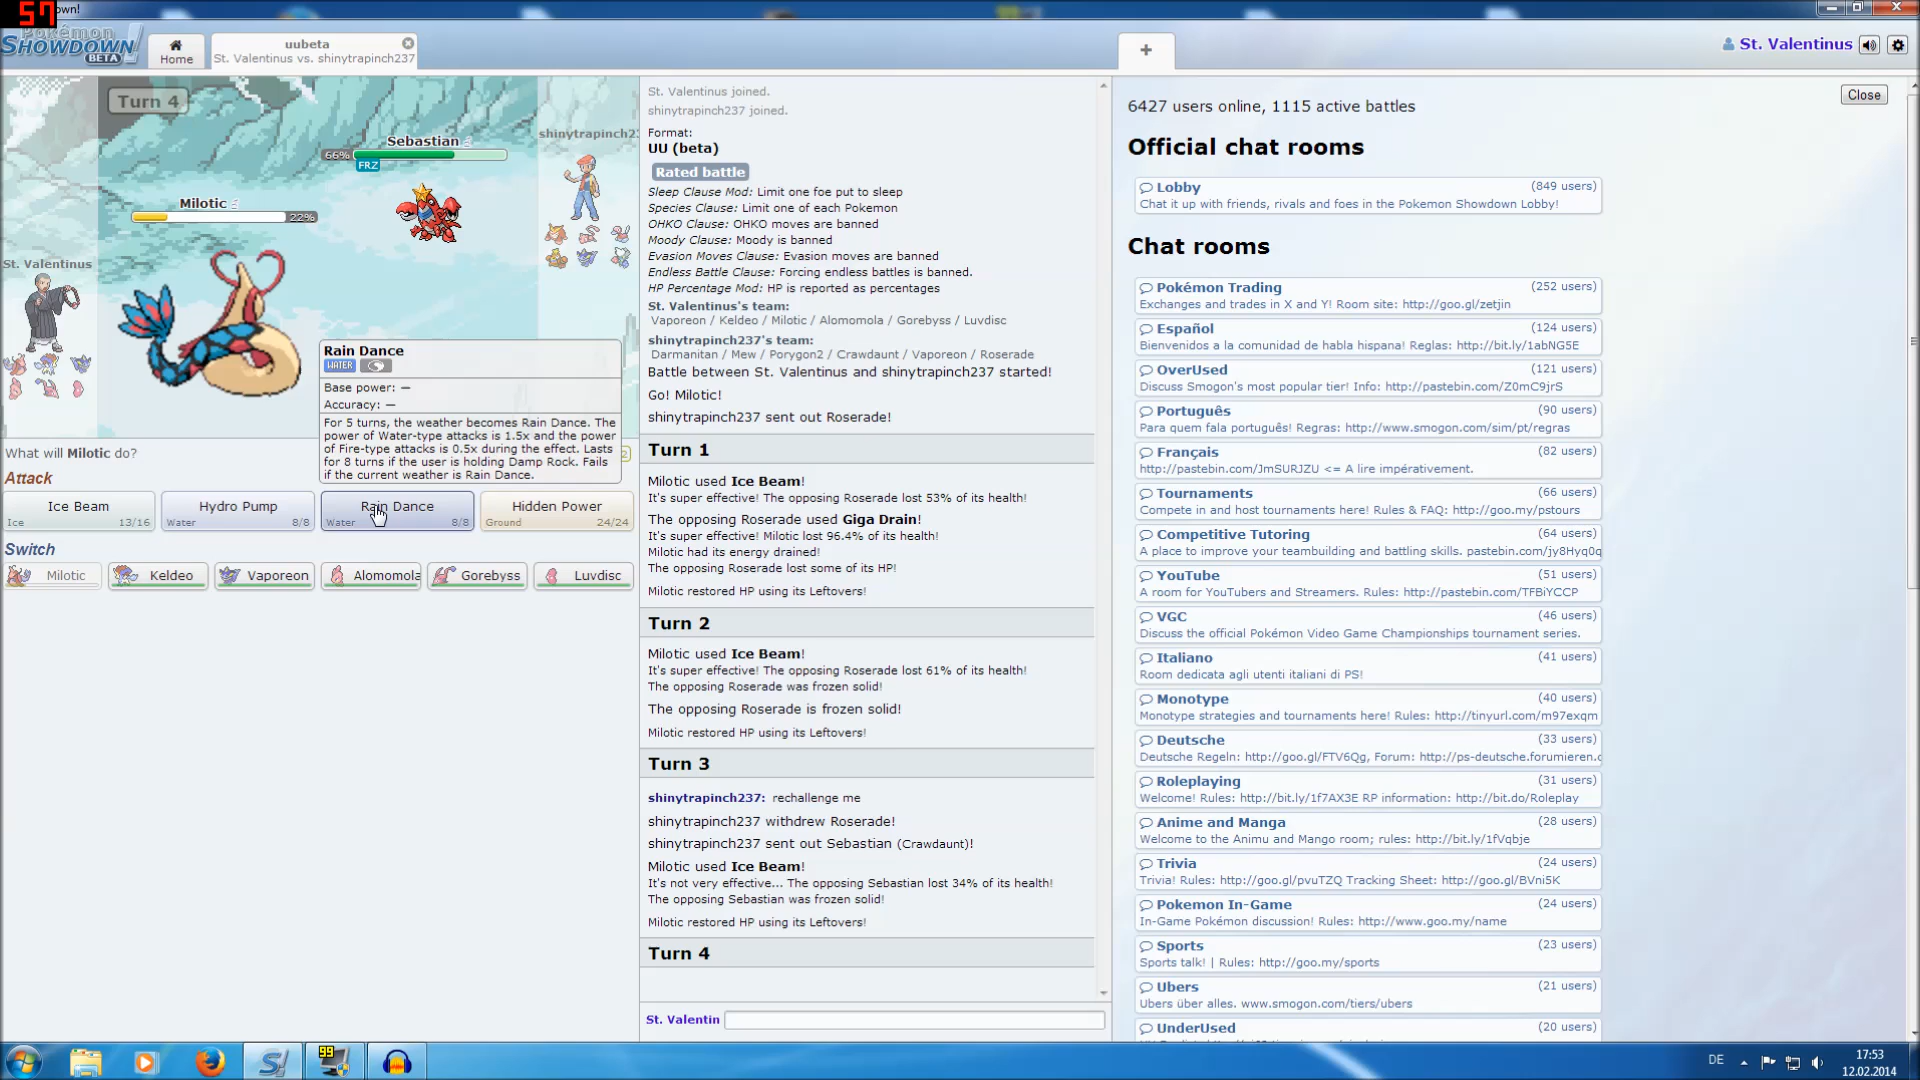 57
own!
Pokémon
Showdown!
BETA
Home
uubeta
St. Valentinus vs. shinytrapinch237
+
St. Valentinus
Turn 4
Sebastian
66%
FRZ
shinytrapinch2
Milotic
22%
St. Valentinus
Rain Dance
WATER
Base power: —
Accuracy: —
For 5 turns, the weather becomes Rain Dance. The
power of Water-type attacks is 1.5x and the power
of Fire-type attacks is 0.5x during the effect. Lasts
for 8 turns if the user is holding Damp Rock. Fails
if the current weather is Rain Dance.
What will Milotic do?
Attack
Ice Beam
Ice 13/16
Hydro Pump
Water 8/8
Rain Dance
Water 8/8
Hidden Power
Ground 24/24
Switch
Milotic
Keldeo
Vaporeon
Alomomola
Gorebyss
Luvdisc
St. Valentinus joined.
shinytrapinch237 joined.
Format:
UU (beta)
Rated battle
Sleep Clause Mod: Limit one foe put to sleep
Species Clause: Limit one of each Pokemon
OHKO Clause: OHKO moves are banned
Moody Clause: Moody is banned
Evasion Moves Clause: Evasion moves are banned
Endless Battle Clause: Forcing endless battles is banned.
HP Percentage Mod: HP is reported as percentages
St. Valentinus's team:
Vaporeon / Keldeo / Milotic / Alomomola / Gorebyss / Luvdisc
shinytrapinch237's team:
Darmanitan / Mew / Porygon2 / Crawdaunt / Vaporeon / Roserade
Battle between St. Valentinus and shinytrapinch237 started!
Go! Milotic!
shinytrapinch237 sent out Roserade!
Turn 1
Milotic used Ice Beam!
It's super effective! The opposing Roserade lost 53% of its health!
The opposing Roserade used Giga Drain!
It's super effective! Milotic lost 96.4% of its health!
Milotic had its energy drained!
The opposing Roserade lost some of its HP!
Milotic restored HP using its Leftovers!
Turn 2
Milotic used Ice Beam!
It's super effective! The opposing Roserade lost 61% of its health!
The opposing Roserade was frozen solid!
The opposing Roserade is frozen solid!
Milotic restored HP using its Leftovers!
Turn 3
shinytrapinch237: rechallenge me
shinytrapinch237 withdrew Roserade!
shinytrapinch237 sent out Sebastian (Crawdaunt)!
Milotic used Ice Beam!
It's not very effective... The opposing Sebastian lost 34% of its health!
The opposing Sebastian was frozen solid!
Milotic restored HP using its Leftovers!
Turn 4
St. Valentin
Close
6427 users online, 1115 active battles
Official chat rooms
Lobby (849 users)
Chat it up with friends, rivals and foes in the Pokemon Showdown Lobby!
Chat rooms
Pokémon Trading (252 users)
Exchanges and trades in X and Y! Room site: http://goo.gl/zetjin
Español (124 users)
Bienvenidos a la comunidad de habla hispana! Reglas: http://bit.ly/1abNG5E
OverUsed (121 users)
Discuss Smogon's most popular tier! Info: http://pastebin.com/Z0mC9jrS
Português (90 users)
Para quem fala português! Regras: http://www.smogon.com/sim/pt/regras
Français (82 users)
http://pastebin.com/JmSURJZU <= A lire impérativement.
Tournaments (66 users)
Compete in and host tournaments here! Rules & FAQ: http://goo.my/pstours
Competitive Tutoring (64 users)
A place to improve your teambuilding and battling skills. pastebin.com/jy8Hyq0q
YouTube (51 users)
A room for YouTubers and Streamers. Rules: http://pastebin.com/TFBiYCCP
VGC (46 users)
Discuss the official Pokémon Video Game Championships tournament series.
Italiano (41 users)
Room dedicata agli utenti italiani di PS!
Monotype (40 users)
Monotype strategies and tournaments here! Rules: http://tinyurl.com/m97exqm
Deutsche (33 users)
Deutsche Regeln: http://goo.gl/FTV6Qg, Forum: http://ps-deutsche.forumieren.c
Roleplaying (31 users)
Welcome! Rules: http://bit.ly/1f7AX3E RP information: http://bit.do/Roleplay
Anime and Manga (28 users)
Welcome to the Animu and Mango room; rules: http://bit.ly/1fVqbje
Trivia (24 users)
Trivia! Rules: http://goo.gl/pvuTZQ Tracking Sheet: http://goo.gl/BVni5K
Pokemon In-Game (24 users)
In-Game Pokémon discussion! Rules: http://www.goo.my/name
Sports (23 users)
Sports talk! | Rules: http://goo.my/sports
Ubers (21 users)
Ubers über alles. www.smogon.com/tiers/ubers
UnderUsed (20 users)
99
DE
17:53
12.02.2014